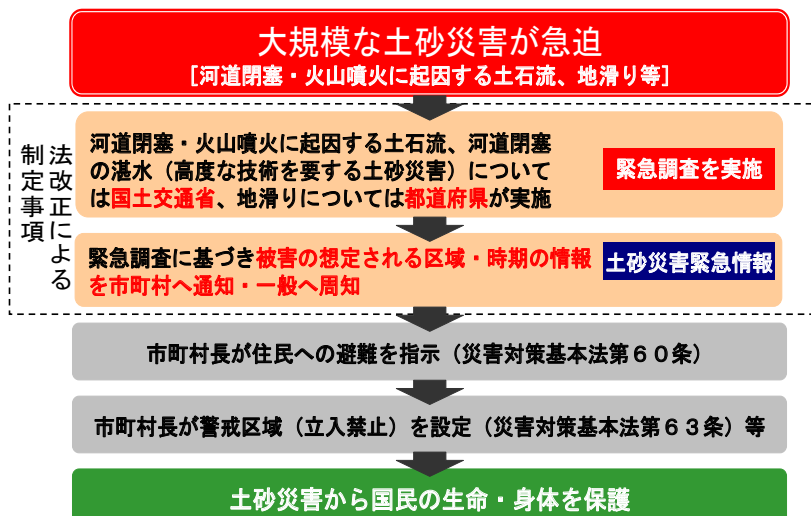 大規模な土砂災害が急迫
[河道閉塞・火山噴火に起因する土石流、地滑り等]
法改正による
制定事項
河道閉塞・火山噴火に起因する土石流、河道閉塞
の湛水（高度な技術を要する土砂災害）について
は国土交通省、地滑りについては都道府県が実施
緊急調査を実施
緊急調査に基づき被害の想定される区域・時期の情報
を市町村へ通知・一般へ周知
土砂災害緊急情報
市町村長が住民への避難を指示（災害対策基本法第６０条）
市町村長が警戒区域（立入禁止）を設定（災害対策基本法第６３条）等
土砂災害から国民の生命・身体を保護